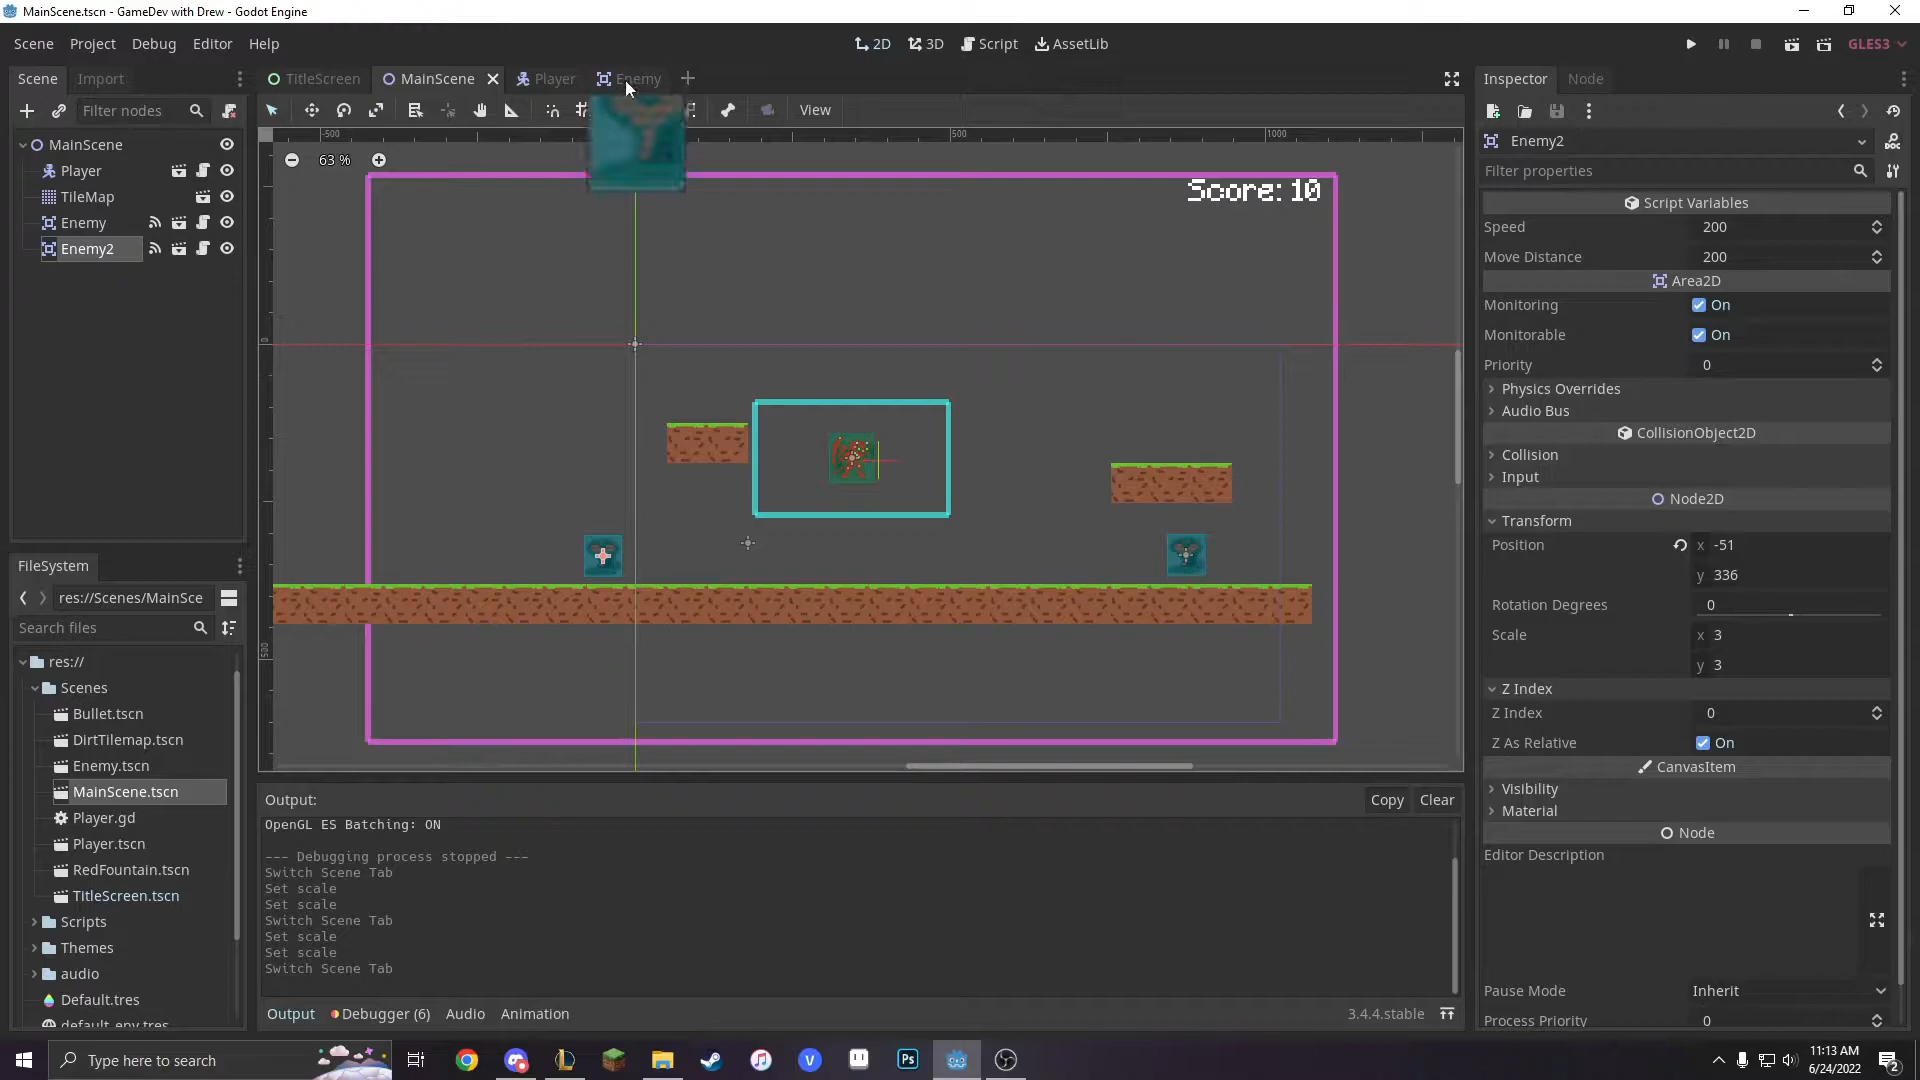 MainScene.tscn - GameDev with Drew - Godot Engine
Scene Project Debug Editor Help
2D 3D Script AssetLib
GLES3
Scene Import
TitleScreen MainScene Player Enemy
Inspector Node
Filter nodes
View
-500 500 1000
63 %
Score: 10
MainScene
Player
TileMap
Enemy
Enemy2
0
500
FileSystem
res://Scenes/MainSce
Search files
res://
Scenes
Bullet.tscn
DirtTilemap.tscn
Enemy.tscn
MainScene.tscn
Player.gd
Player.tscn
RedFountain.tscn
TitleScreen.tscn
Scripts
Themes
audio
Default.tres
default_env.tres
Output:
Copy Clear
OpenGL ES Batching: ON
--- Debugging process stopped ---
Switch Scene Tab
Set scale
Set scale
Switch Scene Tab
Set scale
Set scale
Switch Scene Tab
Output Debugger (6) Audio Animation
3.4.4.stable
Enemy2
Filter properties
Script Variables
Speed 200
Move Distance 200
Area2D
Monitoring On
Monitorable On
Priority 0
Physics Overrides
Audio Bus
CollisionObject2D
Collision
Input
Node2D
Transform
Position x -51
y 336
Rotation Degrees 0
Scale x 3
y 3
Z Index
Z Index 0
Z As Relative On
CanvasItem
Visibility
Material
Node
Editor Description
Pause Mode Inherit
Process Priority 0
Type here to search
Ps
11:13 AM
6/24/2022
2